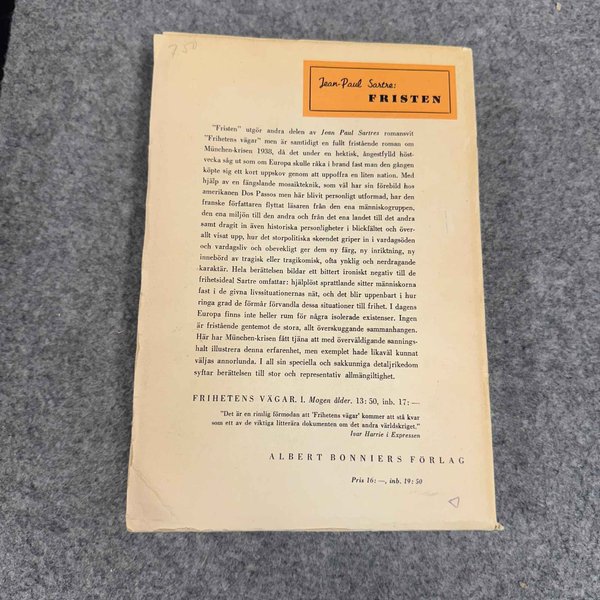 7.50
Jean-Paul Sartre:
FRISTEN
"Fristen" utgör andra delen av Jean Paul Sartres romansvit
"Frihetens vägar" men är samtidigt en fullt fristående roman om
München-krisen 1938, då det under en hektisk, ångestfylld höst-
vecka såg ut som om Europa skulle råka i brand fast man den gången
köpte sig ett kort uppskov genom att uppoffra en liten nation. Med
hjälp av en fängslande mosaikteknik, som väl har sin förebild hos
amerikanen Dos Passos men här blivit personligt utformad, har den
franske författaren flyttat läsaren från den ena människogruppen,
den ena miljön till den andra och från det ena landet till det andra
samt dragit in även historiska personligheter i blickfältet och över-
allt visat upp, hur det storpolitiska skeendet griper in i vardagsöden
och vardagsliv och obevekligt ger dem ny färg, ny inriktning, ny
innebörd av tragisk eller tragikomisk, ofta ynklig och nerdragande
karaktär. Hela berättelsen bildar ett bittert ironiskt negativ till de
frihetsideal Sartre omfattar: hjälplöst sprattlande sitter människorna
fast i de givna livssituationernas nät, och det blir uppenbart i hur
ringa grad de förmår förvandla dessa situationer till frihet. I dagens
Europa finns inte heller rum för några isolerade existenser. Ingen
är fristående gentemot de stora, allt överskuggande sammanhangen.
Här har München-krisen fått tjäna att med överväldigande sannings-
halt illustrera denna erfarenhet, men exemplet hade likaväl kunnat
väljas annorlunda. I all sin speciella och sakkunniga detaljrikedom
syftar berättelsen till stor och representativ allmängiltighet.
FRIHETENS VÄGAR. I. Mogen ålder. 13:50, inb. 17:—
"Det är en rimlig förmodan att 'Frihetens vägar' kommer att stå kvar
som ett av de viktiga litterära dokumenten om det andra världskriget."
Ivar Harrie i Expressen
ALBERT BONNIERS FÖRLAG
Pris 16:—, inb. 19:50